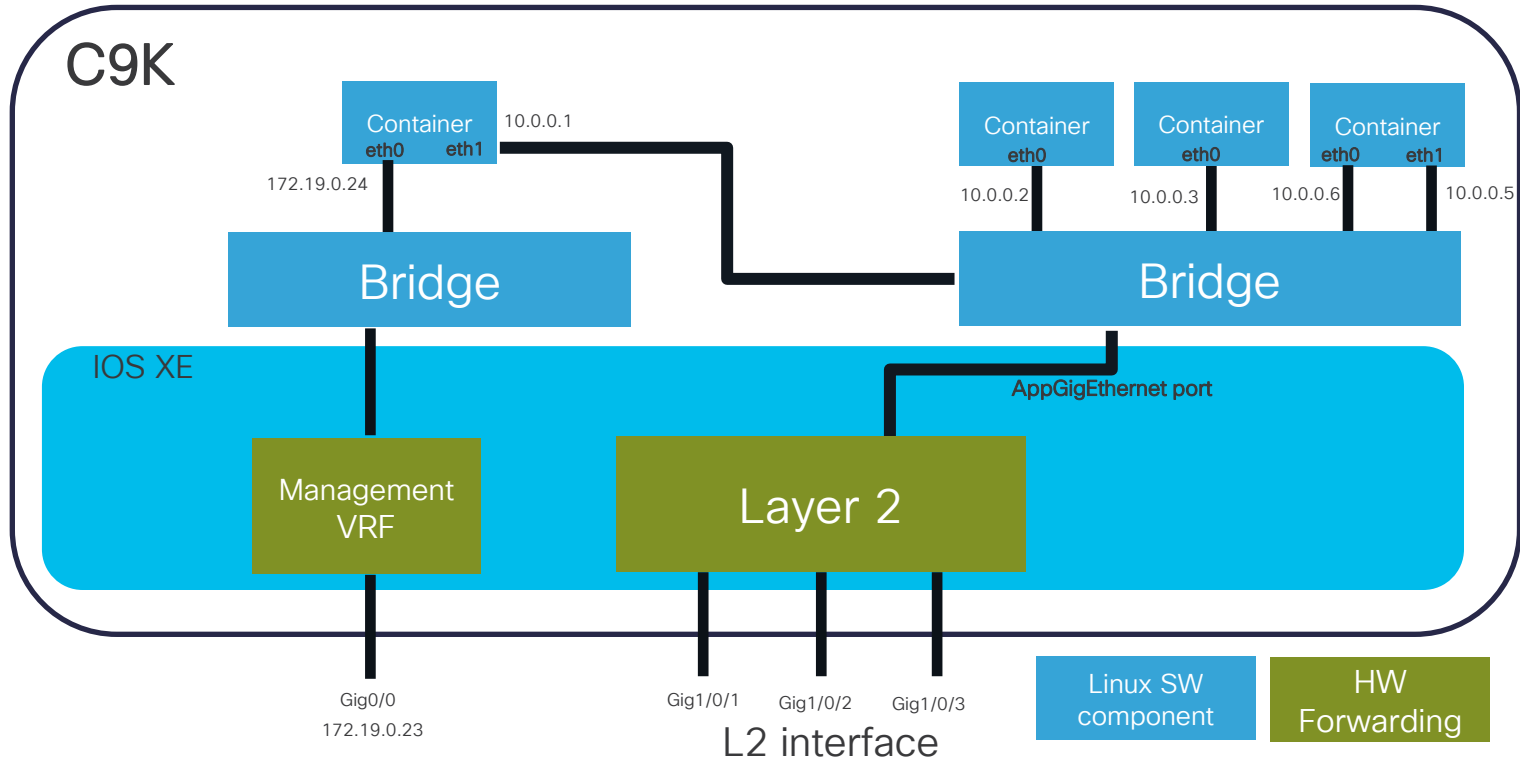 C9K
Container
eth0 eth1
10.0.0.1
172.19.0.24
Container
eth0
10.0.0.2
Container
eth0
10.0.0.3
Container
eth0 eth1
10.0.0.6
10.0.0.5
Bridge
Bridge
IOS XE
AppGigEthernet port
Management
VRF
Layer 2
Gig0/0
172.19.0.23
Gig1/0/1
Gig1/0/2
Gig1/0/3
L2 interface
Linux SW
component
HW
Forwarding